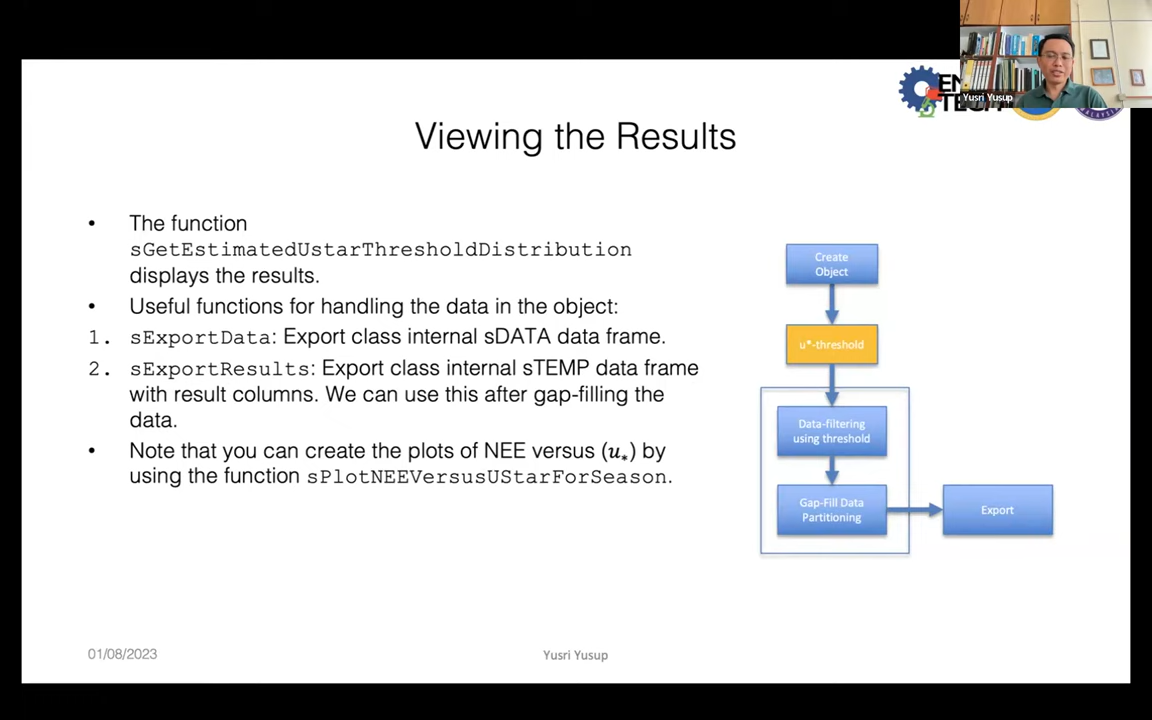 Yusri Yusup
Viewing the Results
• The function
sGetEstimatedUstarThresholdDistribution
displays the results.
• Useful functions for handling the data in the object:
1. sExportData: Export class internal sDATA data frame.
2. sExportResults: Export class internal sTEMP data frame
with result columns. We can use this after gap-filling the
data.
• Note that you can create the plots of NEE versus (u*) by
using the function sPlotNEEVersusUStarForSeason.
Create
Object
u*-threshold
Data-filtering
using threshold
Gap-Fill Data
Partitioning
Export
01/08/2023
Yusri Yusup